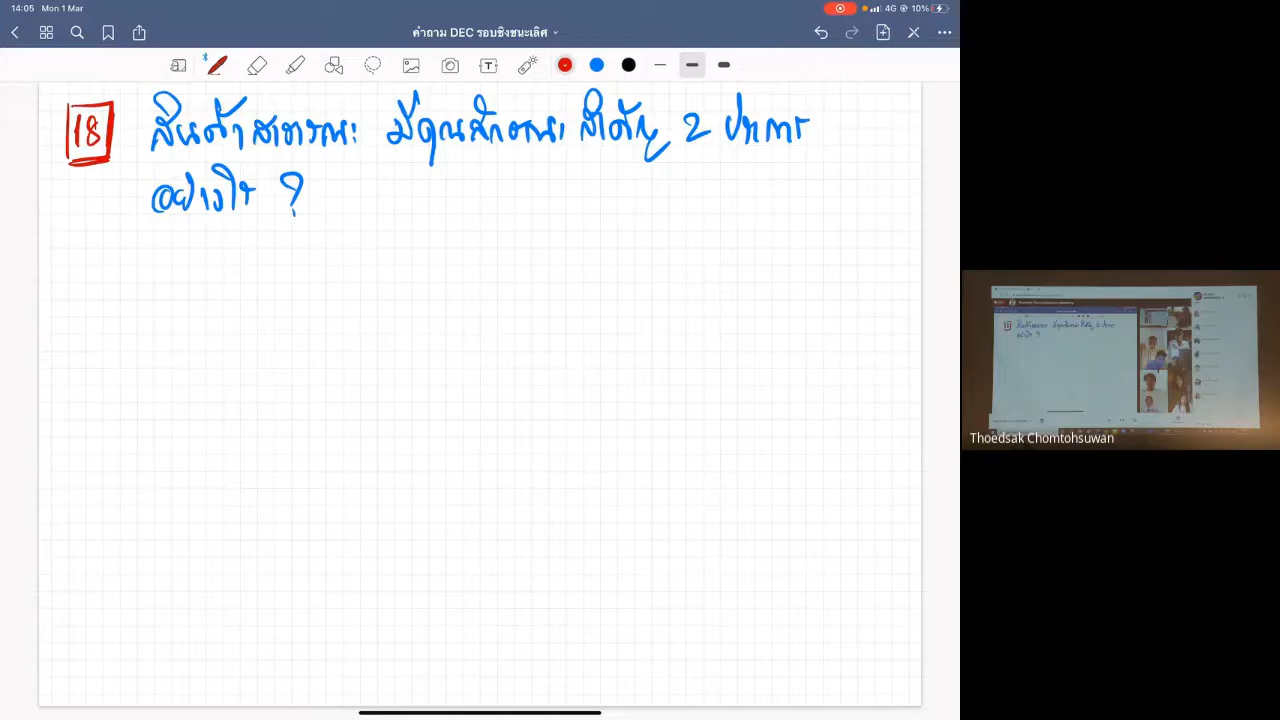 14:05 Mon 1 Mar
4G 10%
คำถาม DEC รอบชิงชนะเลิศ
18 สินค้าสาธารณะ มีคุณลักษณะ สำคัญ 2 ประการ
อย่างไร ?
Thoedsak Chomtohsuwan